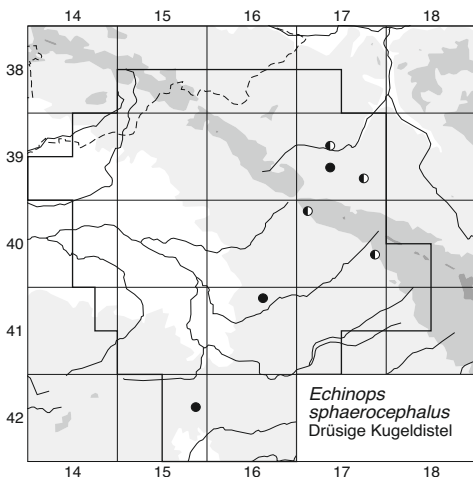 14 15 16 17 18
38
39
40
41
42
Echinops
sphaerocephalus
Drüsige Kugeldistel
14 15 16 17 18